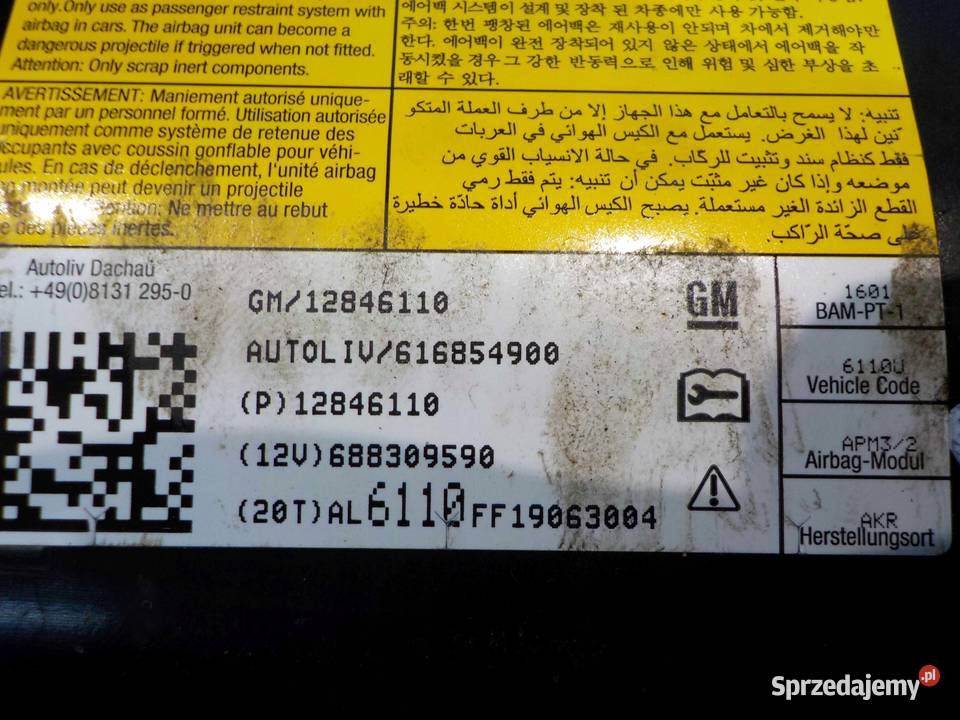 only. Only use as passenger restraint system with
airbag in cars. The airbag unit can become a
dangerous projectile if triggered when not fitted.
Attention: Only scrap inert components.
에어백 시스템이 설계 및 장착 된 차종에만 사용 가능함.
주의: 한번 팽창된 에어백은 재사용이 안되며 차에서 제거해야만
한다. 에어백이 완전 장착되어 있지 않은 상태에서 에어백을 작
동시켰을 경우 그 강한 반동력으로 인해 위험 및 심한 부상을 초
래할 수 있다.
AVERTISSEMENT: Maniement autorisé unique-
ment par un personnel formé. Utilisation autorisée
uniquement comme système de retenue des
occupants avec coussin gonflable pour véhi-
ules. En cas de déclenchement, l'unité airbag
montée peut devenir un projectile
Ne mettre au rebut
e des pièces inertes.
تنبيه: لا يسمح بالتعامل مع هذا الجهاز إلا من طرف العملة المتكو
تين لهذا الغرض. يستعمل مع الكيس الهوائي في العربات
فقط كنظام سند وتثبيت للركاب. في حالة الانسياب القوي من
موضعه وإذا كان غير مثبّت يمكن أن تنبيه: يتم فقط رمي
القطع الزائدة الغير مستعملة. يصبح الكيس الهوائي أداة حادّة خطيرة
على صحّة الرّاكب.
Autoliv Dachau
el.: +49(0)8131 295-0
GM/12846110
GM
1601
BAM-PT-1
AUTOLIV/616854900
6110U
Vehicle Code
(P)12846110
(12V)688309590
APM3/2
Airbag-Modul
(20T)AL6110FF19063004
AKR
Herstellungsort
Sprzedajemy.pl